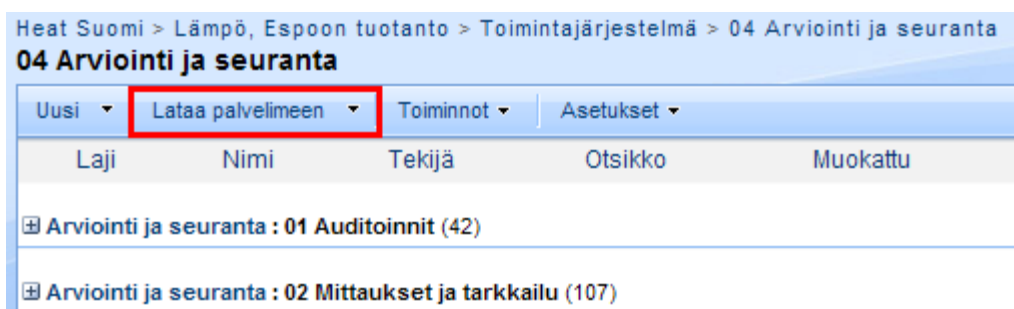 Heat Suomi > Lämpö, Espoon tuotanto > Toimintajärjestelmä > 04 Arviointi ja seuranta
04 Arviointi ja seuranta
Uusi Lataa palvelimeen Toiminnot Asetukset
Laji Nimi Tekijä Otsikko Muokattu
Arviointi ja seuranta : 01 Auditoinnit (42)
Arviointi ja seuranta : 02 Mittaukset ja tarkkailu (107)